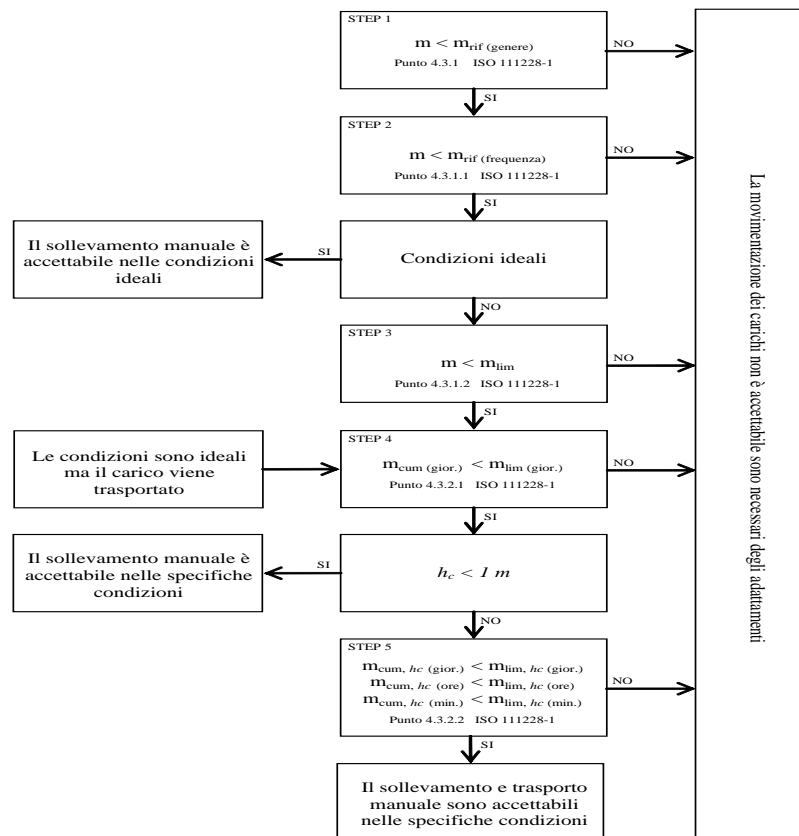 STEP 1
m < mrif (genere)
Punto 4.3.1 ISO 111228-1
NO
SI
STEP 2
m < mrif (frequenza)
Punto 4.3.1.1 ISO 111228-1
NO
SI
Il sollevamento manuale è
accettabile nelle condizioni
ideali
SI
Condizioni ideali
NO
STEP 3
m < mlim
Punto 4.3.1.2 ISO 111228-1
NO
SI
Le condizioni sono ideali
ma il carico viene
trasportato
STEP 4
mcum (gior.) < mlim (gior.)
Punto 4.3.2.1 ISO 111228-1
NO
SI
Il sollevamento manuale è
accettabile nelle specifiche
condizioni
SI
hc < 1 m
NO
STEP 5
mcum, hc (gior.) < mlim, hc (gior.)
mcum, hc (ore) < mlim, hc (ore)
mcum, hc (min.) < mlim, hc (min.)
Punto 4.3.2.2 ISO 111228-1
NO
SI
Il sollevamento e trasporto
manuale sono accettabili
nelle specifiche condizioni
La movimentazione dei carichi non è accettabile sono necessari degli adattamenti